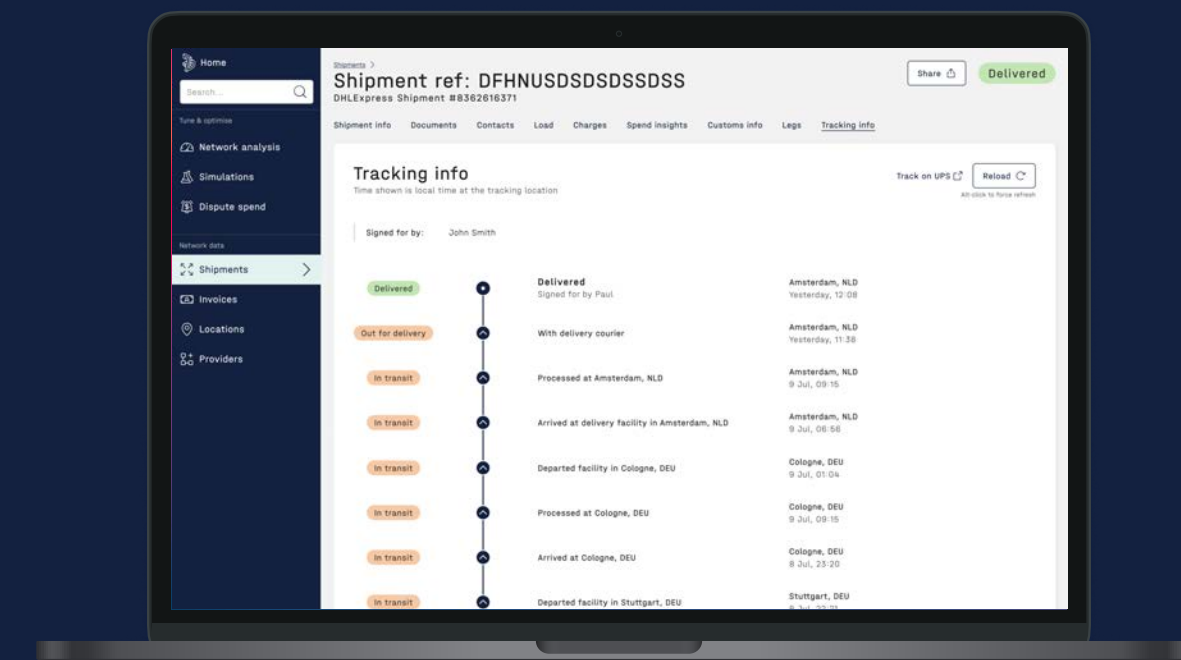 Home
Search...
Tune & optimise
Network analysis
Simulations
Dispute spend
Network data
Shipments
Invoices
Locations
Providers
Shipments >
Shipment ref: DFHNUSDSDSDSSDSS
DHLExpress Shipment #8362616371
Share
Delivered
Shipment info Documents Contacts Load Charges Spend insights Customs info Legs Tracking info
Tracking info
Time shown is local time at the tracking location
Track on UPS
Reload
Alt-click to force refresh
Signed for by: John Smith
Delivered Delivered Amsterdam, NLD
Signed for by Paul Yesterday, 12:08
Out for delivery With delivery courier Amsterdam, NLD
Yesterday, 11:38
In transit Processed at Amsterdam, NLD Amsterdam, NLD
9 Jul, 09:15
In transit Arrived at delivery facility in Amsterdam, NLD Amsterdam, NLD
9 Jul, 06:56
In transit Departed facility in Cologne, DEU Cologne, DEU
9 Jul, 01:04
In transit Processed at Cologne, DEU Cologne, DEU
9 Jul, 09:15
In transit Arrived at Cologne, DEU Cologne, DEU
8 Jul, 23:20
In transit Departed facility in Stuttgart, DEU Stuttgart, DEU